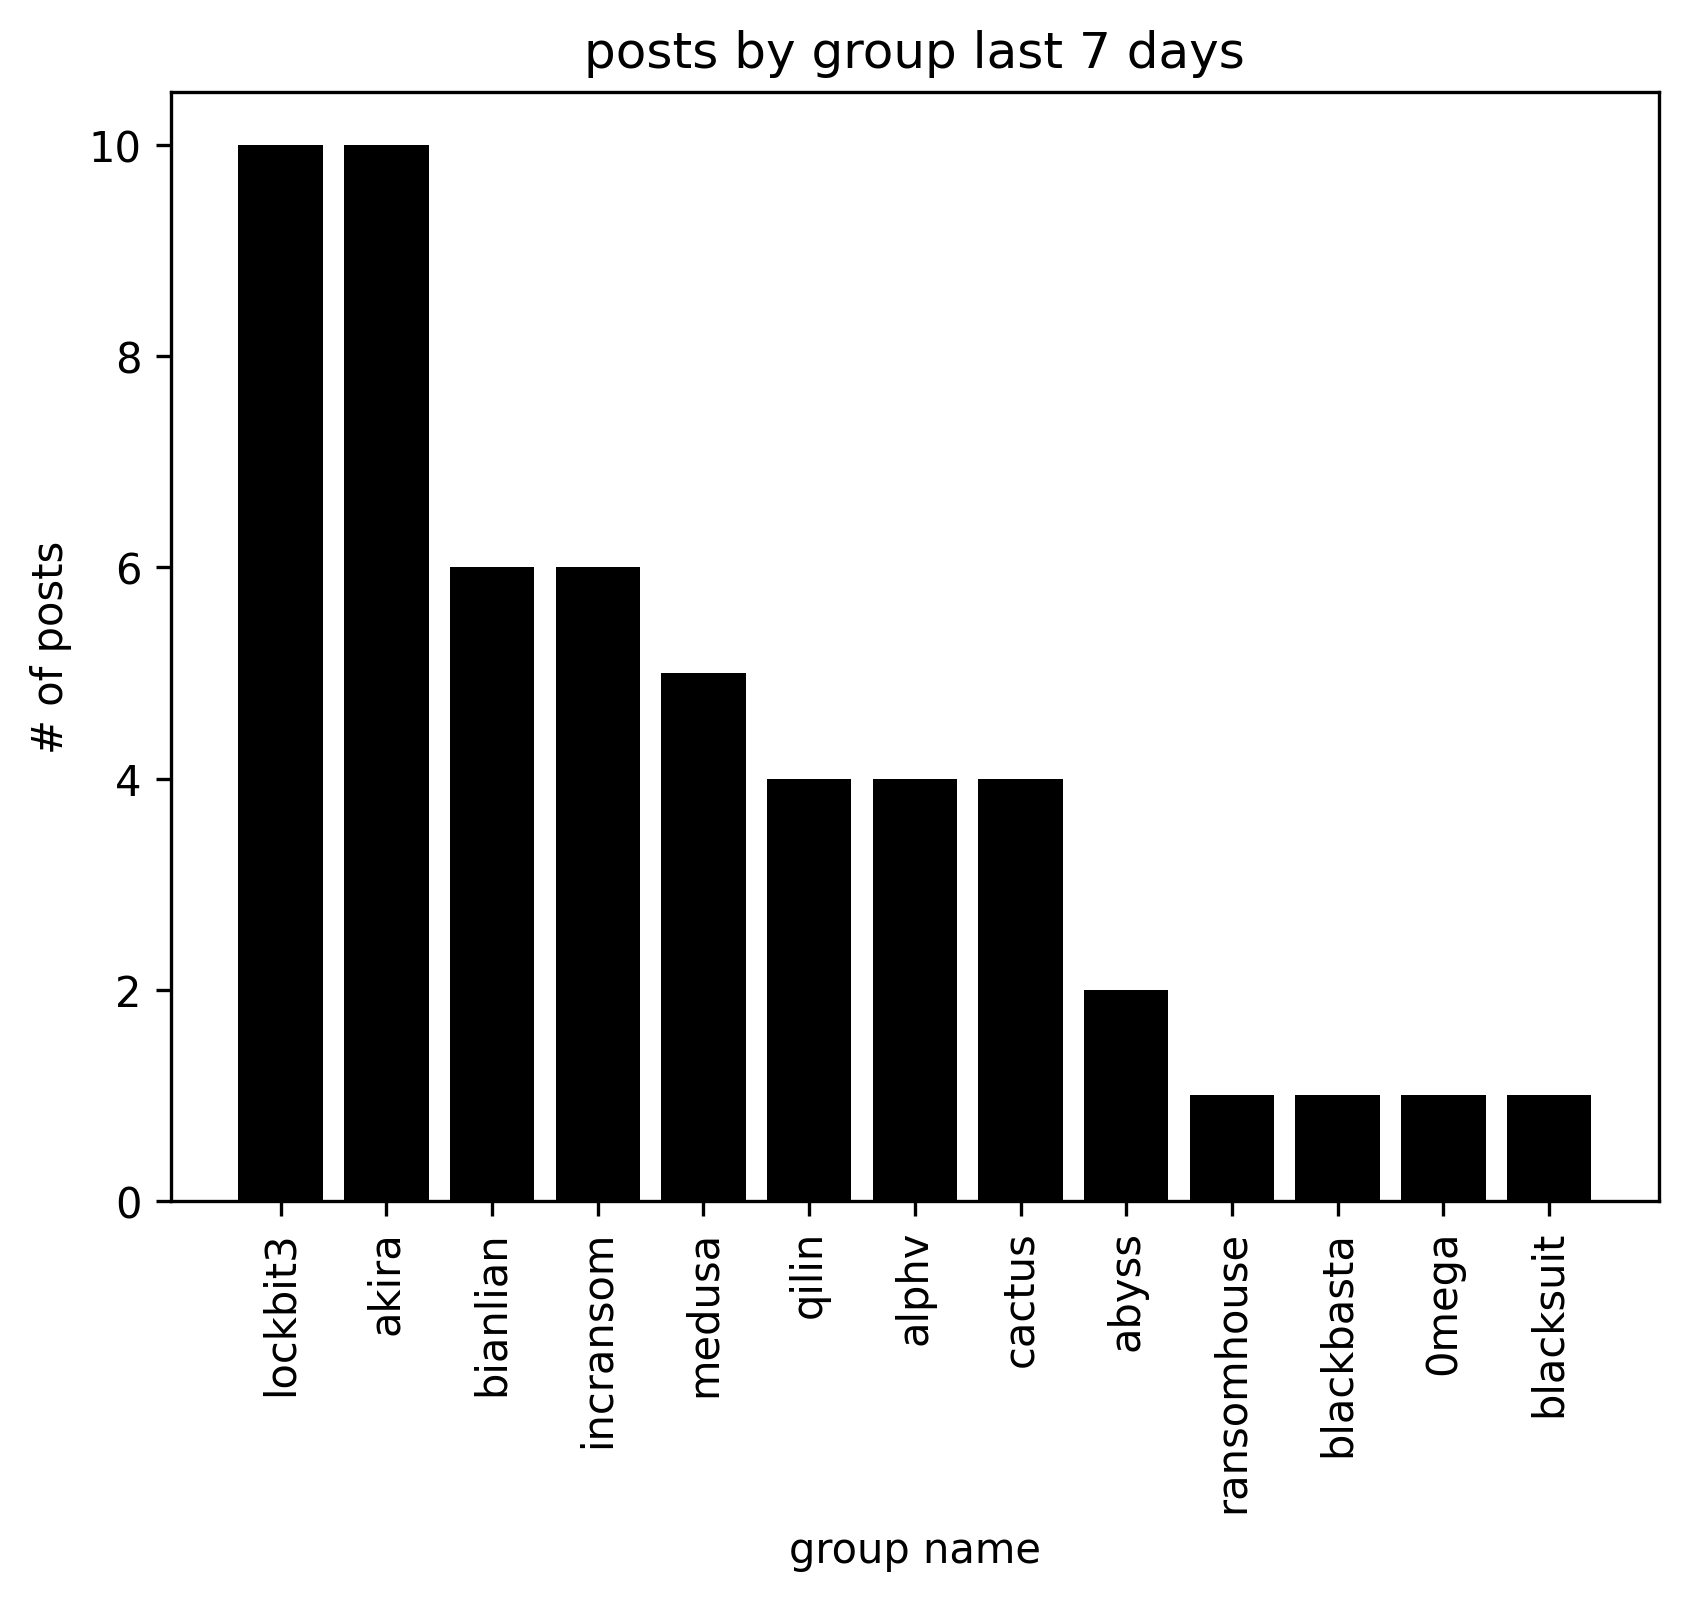 posts by group last 7 days
# of posts
10
8
6
4
2
0
lockbit3
akira
bianlian
incransom
medusa
qilin
alphv
cactus
abyss
ransomhouse
blackbasta
0mega
blacksuit
group name